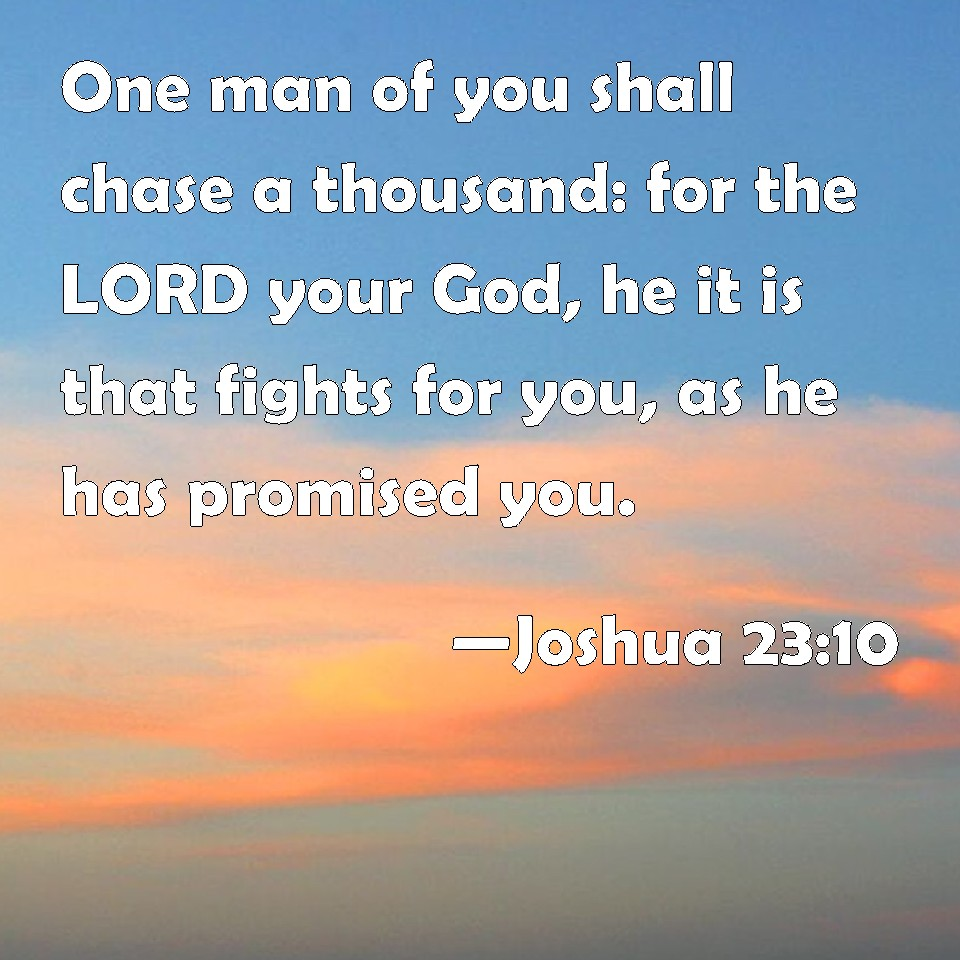 One man of you shall
chase a thousand: for the
LORD your God, he it is
that fights for you, as he
has promised you.
—Joshua 23:10